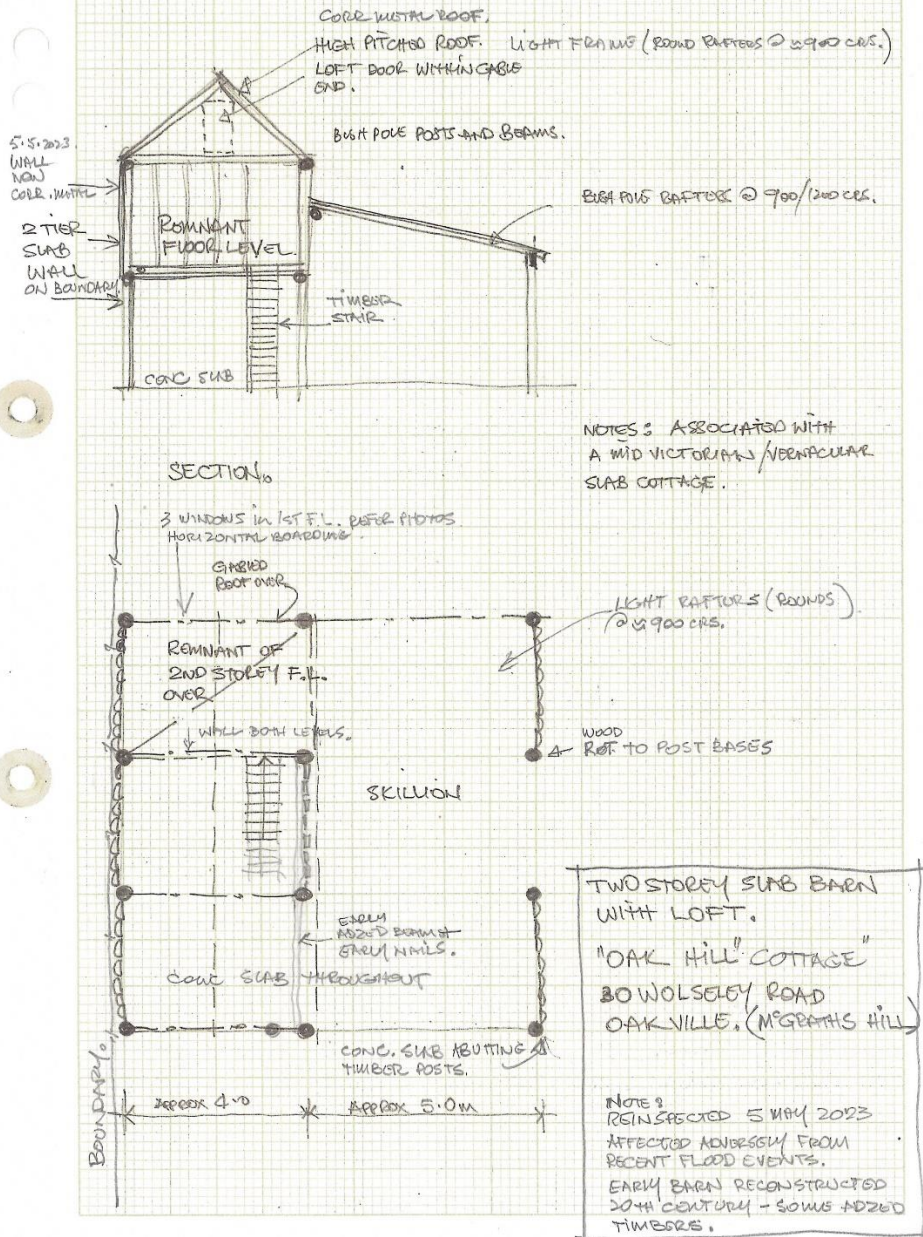 CORR METAL ROOF.
HIGH PITCHED ROOF. LIGHT FRAME (ROUND RAFTERS @ ≈900 CRS.)
LOFT DOOR WITHIN GABLE
END.
BUSH POLE POSTS AND BEAMS.
5.5.2023
WALL
NOW
CORR. METAL
2 TIER
SLAB
WALL
ON BOUNDARY.
REMNANT
FLOOR LEVEL.
BUSH POLE RAFTERS @ 900/1200 CRS.
TIMBER
STAIR
CONC SLAB
NOTES: ASSOCIATED WITH
A MID VICTORIAN/VERNACULAR
SLAB COTTAGE.
SECTION.
3 WINDOWS in 1ST F.L. REFER PHOTOS
HORIZONTAL BOARDING.
GABLED
ROOF OVER
LIGHT RAFTERS (ROUNDS)
@ ≈900 CRS.
REMNANT OF
2ND STOREY F.L.
OVER
WALL BOTH LEVELS.
WOOD
ROT TO POST BASES
SKILLION
EARLY
ADZED BEAM &
EARLY NAILS.
CONC SLAB THROUGHOUT
CONC. SLAB ABUTTING
TIMBER POSTS.
BOUNDARY.
APPROX 4.0
APPROX 5.0m
TWO STOREY SLAB BARN
WITH LOFT.
"OAK HILL" COTTAGE"
30 WOLSELEY ROAD
OAKVILLE. (McGRATHS HILL)
NOTE:
REINSPECTED 5 MAY 2023
AFFECTED ADVERSELY FROM
RECENT FLOOD EVENTS.
EARLY BARN RECONSTRUCTED
20TH CENTURY - SOME ADZED
TIMBERS.